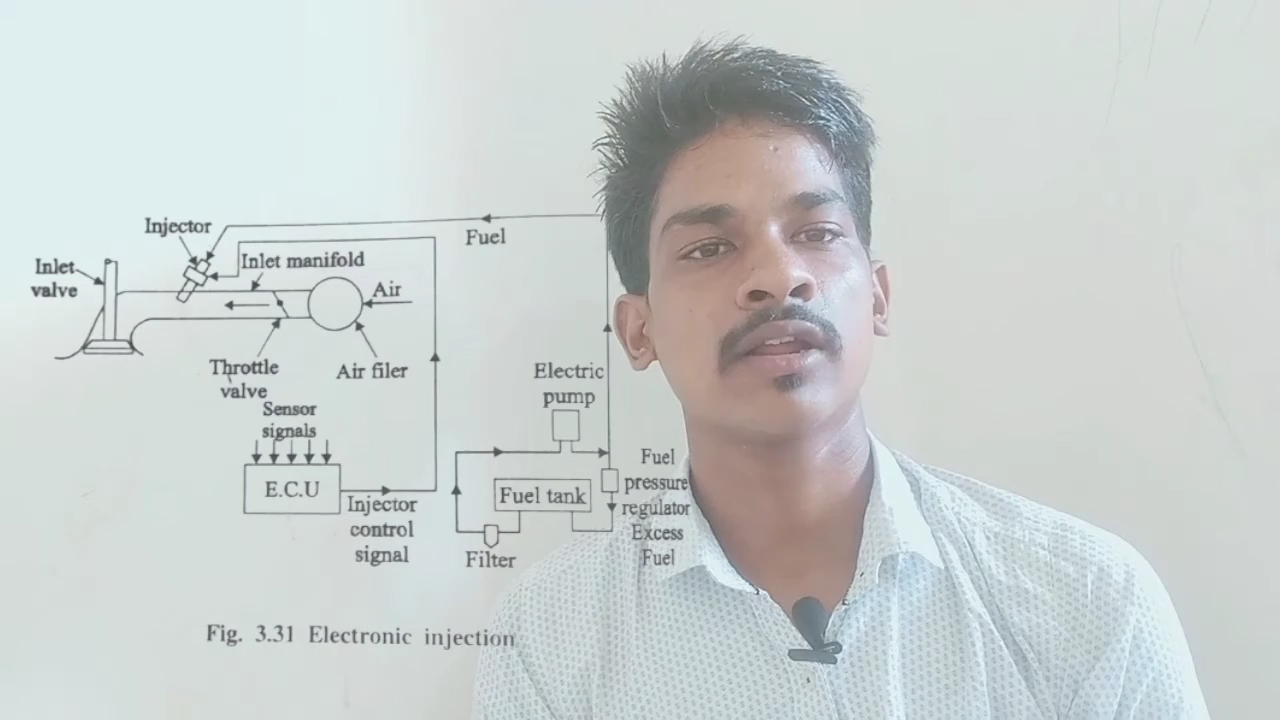 Injector
Fuel
Inlet
valve
Inlet manifold
Air
Throttle
valve
Air filer
Electric
pump
Sensor
signals
E.C.U
Injector
control
signal
Fuel tank
Filter
Fuel
pressure
regulator
Excess
Fuel
Fig. 3.31 Electronic injection